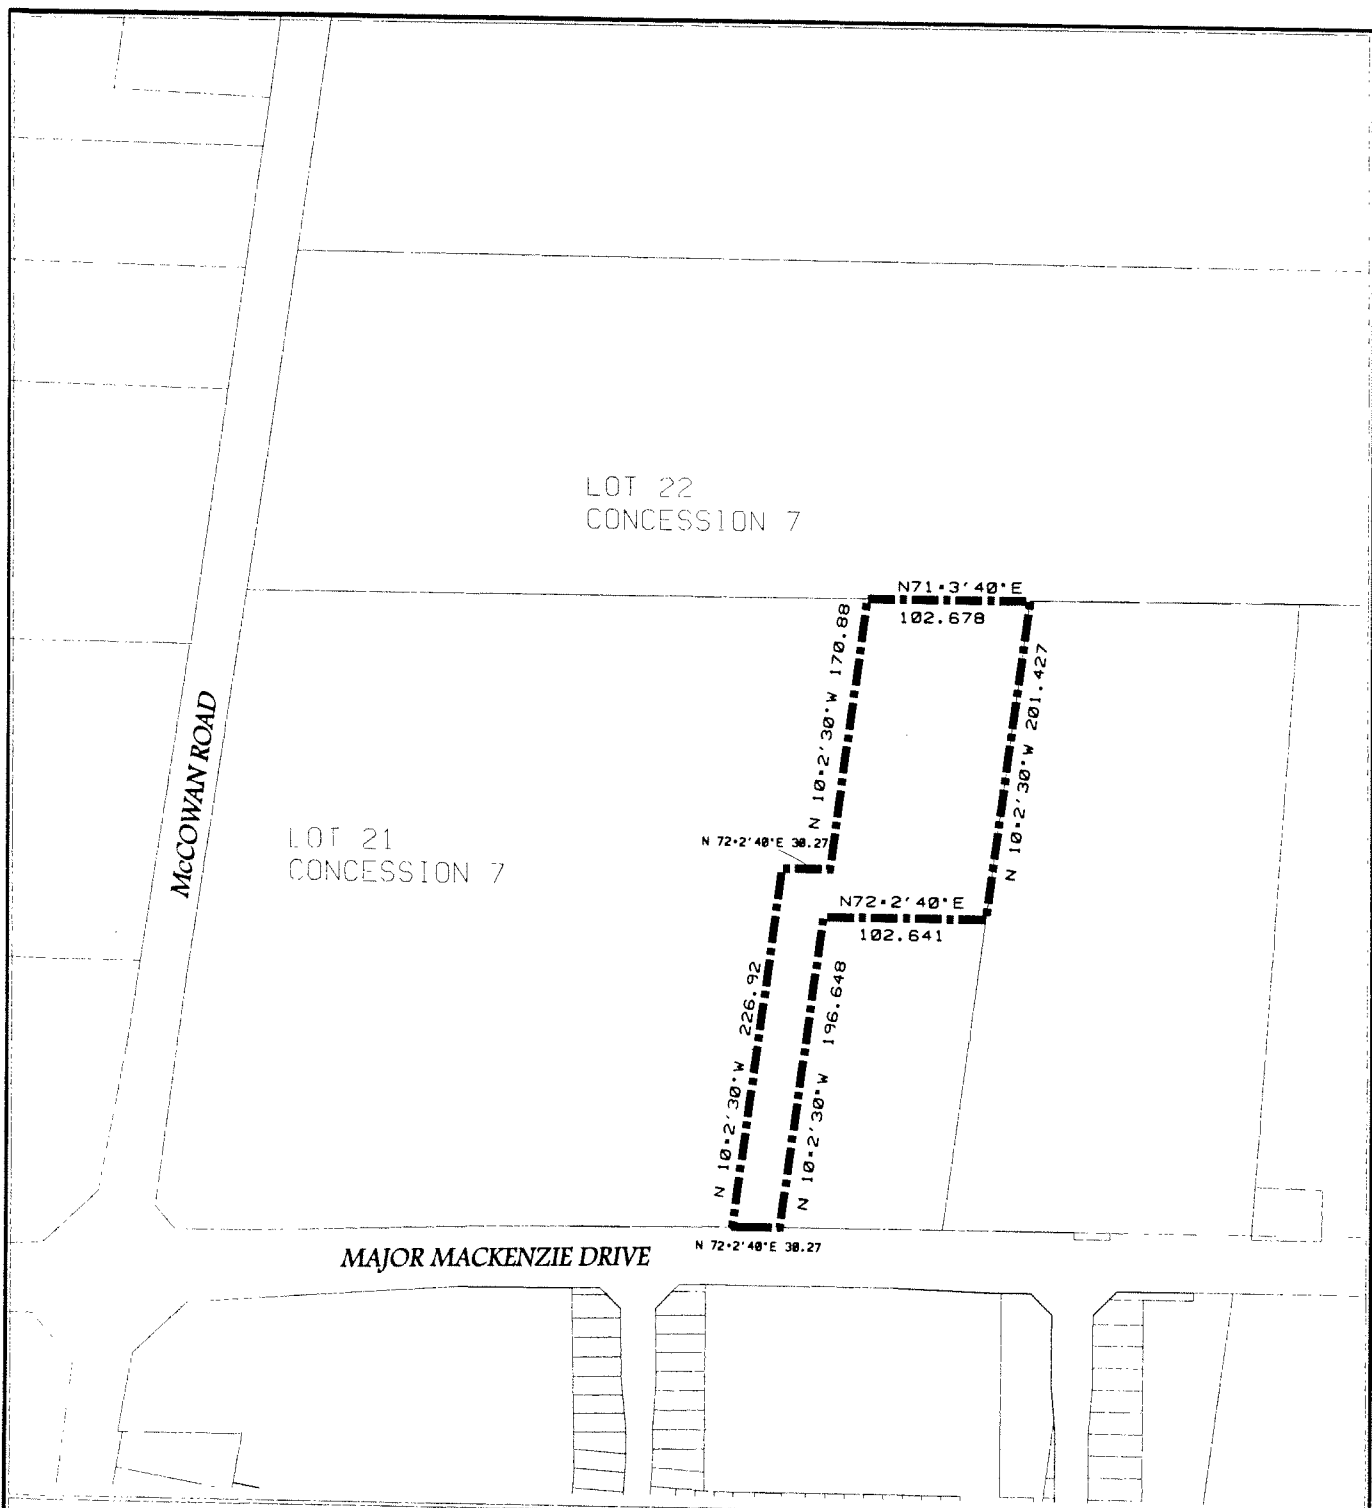 LOT 22
CONCESSION 7
N71•3'40"E
102.678
N 10•2'30"W 170.88
N 10•2'30"W 201.427
McCOWAN ROAD
LOT 21
CONCESSION 7
N 72•2'40"E 30.27
N72•2'40"E
102.641
N 10•2'30"W 226.92
N 10•2'30"W 196.648
MAJOR MACKENZIE DRIVE
N 72•2'40"E 30.27